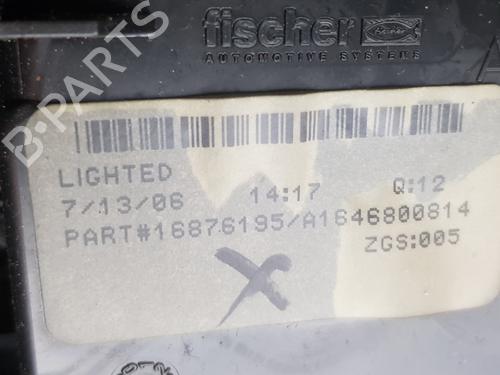 fischer
AUTOMOTIVE SYSTEMS
LIGHTED
7/13/06 14:17 Q:12
PART#16876195/A1646800814
ZGS:005
X
B-PARTS